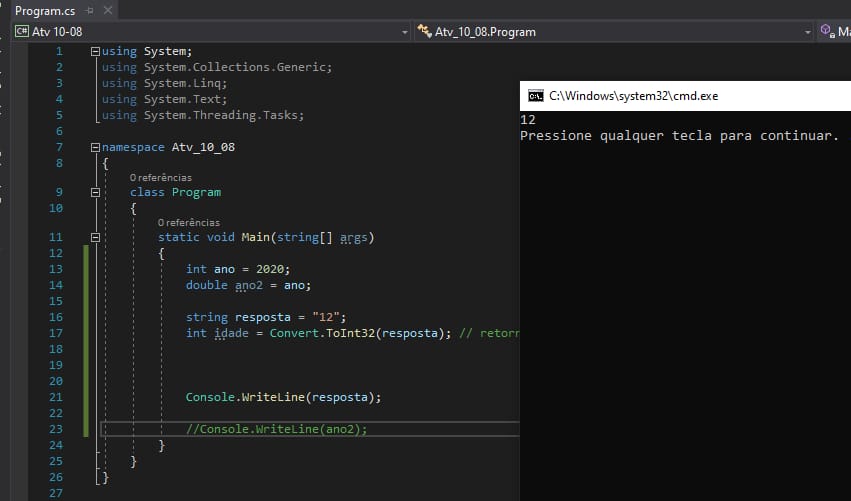 Program.cs
Atv 10-08
Atv_10_08.Program
1 using System;
2 using System.Collections.Generic;
3 using System.Linq;
4 using System.Text;
5 using System.Threading.Tasks;
6
7 namespace Atv_10_08
8 {
0 referências
9 class Program
10 {
0 referências
11 static void Main(string[] args)
12 {
13 int ano = 2020;
14 double ano2 = ano;
15
16 string resposta = "12";
17 int idade = Convert.ToInt32(resposta); // retorn
18
19
20
21 Console.WriteLine(resposta);
22
23 //Console.WriteLine(ano2);
24 }
25 }
26 }
27
C:\Windows\system32\cmd.exe
12
Pressione qualquer tecla para continuar.